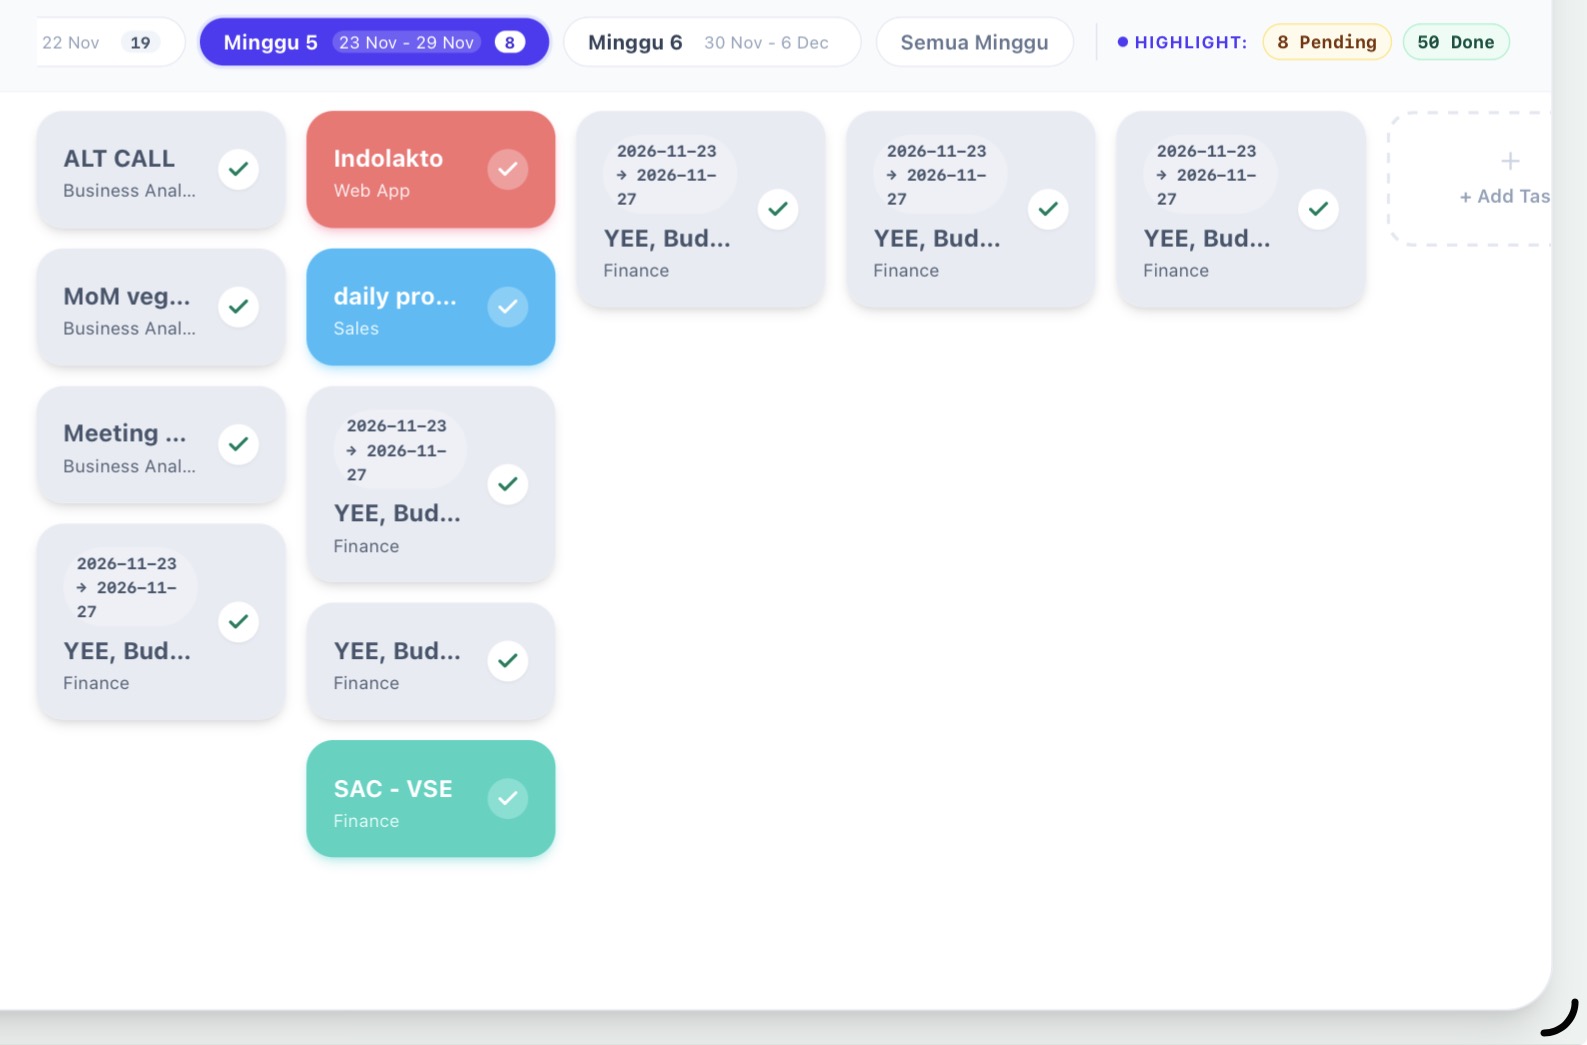 22 Nov 19
Minggu 5 23 Nov - 29 Nov 8
Minggu 6 30 Nov - 6 Dec
Semua Minggu
HIGHLIGHT:
8 Pending
50 Done
ALT CALL
Business Anal...
MoM veg...
Business Anal...
Meeting ...
Business Anal...
2026-11-23
→ 2026-11-
27
YEE, Bud...
Finance
Indolakto
Web App
daily pro...
Sales
2026-11-23
→ 2026-11-
27
YEE, Bud...
Finance
YEE, Bud...
Finance
SAC - VSE
Finance
2026-11-23
→ 2026-11-
27
YEE, Bud...
Finance
2026-11-23
→ 2026-11-
27
YEE, Bud...
Finance
2026-11-23
→ 2026-11-
27
YEE, Bud...
Finance
+
+ Add Tas